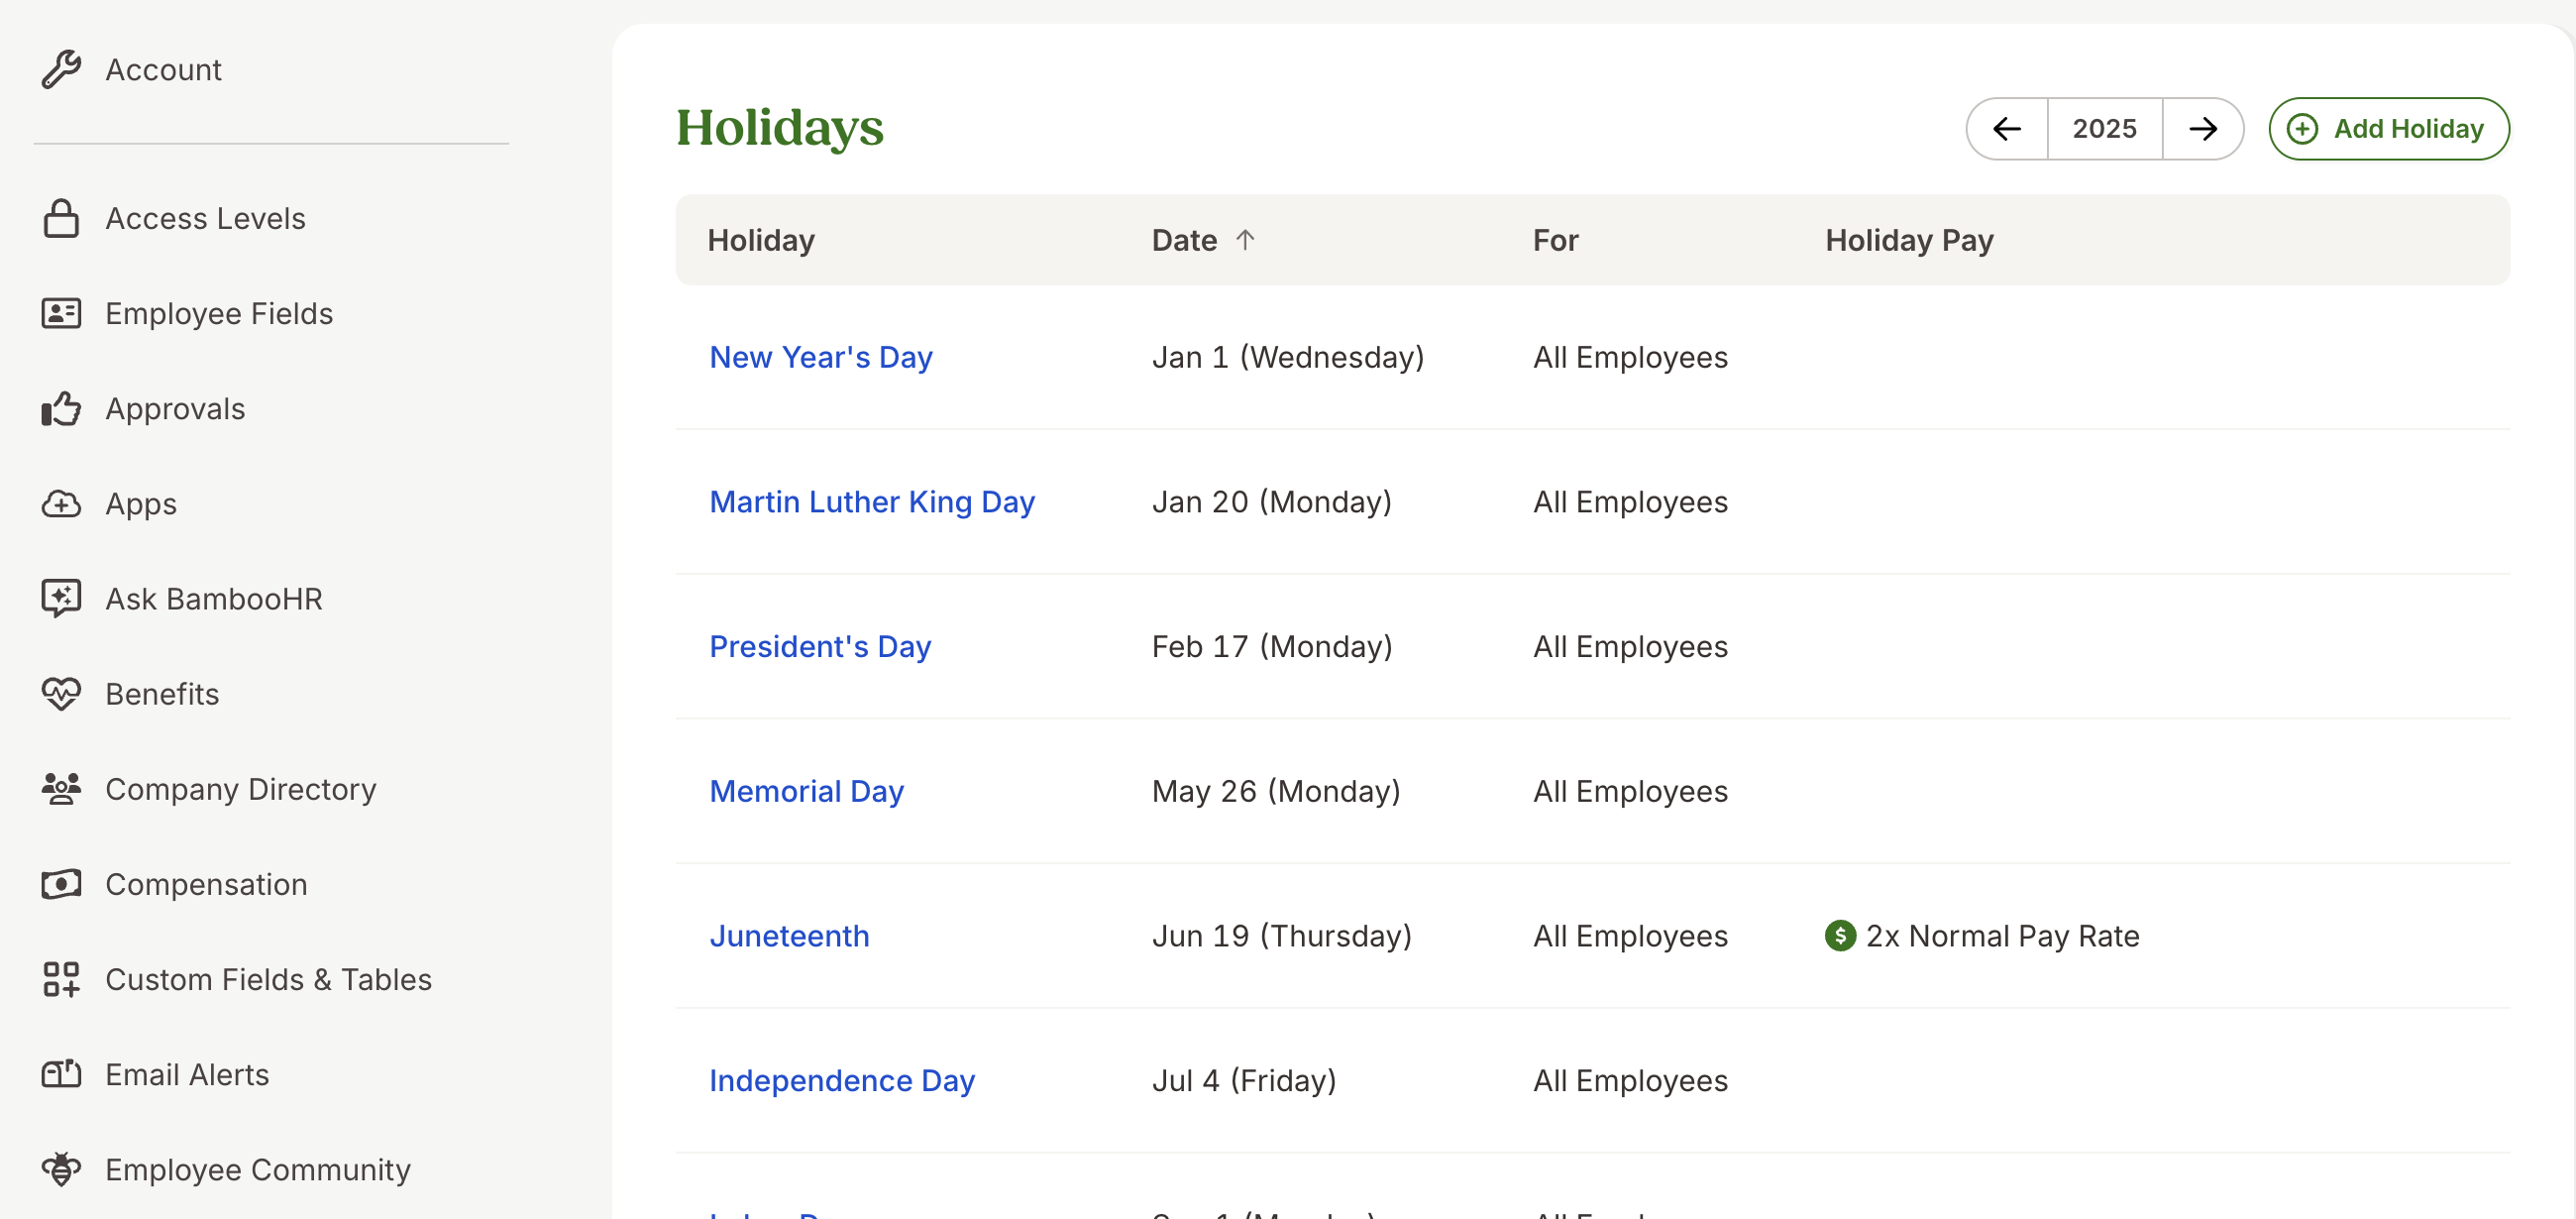 Account
Access Levels
Employee Fields
Approvals
Apps
Ask BambooHR
Benefits
Company Directory
Compensation
Custom Fields & Tables
Email Alerts
Employee Community
Holidays
2025
Add Holiday
Holiday Date For Holiday Pay
New Year's Day Jan 1 (Wednesday) All Employees
Martin Luther King Day Jan 20 (Monday) All Employees
President's Day Feb 17 (Monday) All Employees
Memorial Day May 26 (Monday) All Employees
Juneteenth Jun 19 (Thursday) All Employees $ 2x Normal Pay Rate
Independence Day Jul 4 (Friday) All Employees